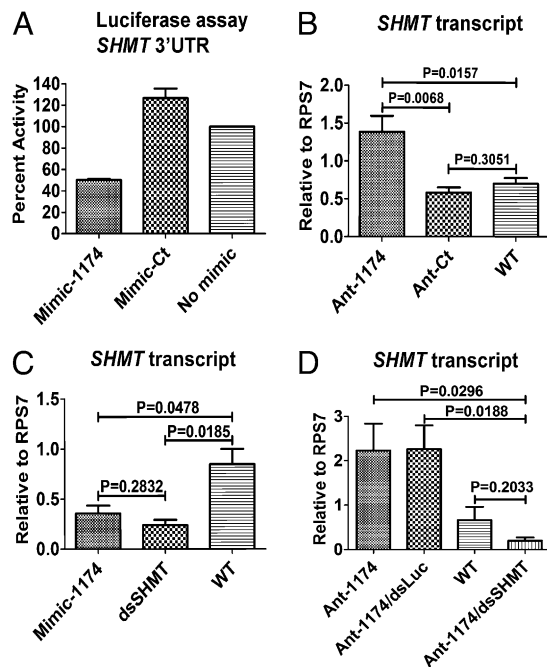 A
Luciferase assay
SHMT 3'UTR
Percent Activity
140
120
100
80
60
40
20
0
Mimic-1174
Mimic-Ct
No mimic
B
SHMT transcript
Relative to RPS7
2.0
1.5
1.0
0.5
0.0
P=0.0157
P=0.0068
P=0.3051
Ant-1174
Ant-Ct
WT
C
SHMT transcript
Relative to RPS7
1.5
1.0
0.5
0.0
P=0.0478
P=0.0185
P=0.2832
Mimic-1174
dsSHMT
WT
D
SHMT transcript
Relative to RPS7
3
2
1
0
P=0.0296
P=0.0188
P=0.2033
Ant-1174
Ant-1174/dsLuc
WT
Ant-1174/dsSHMT